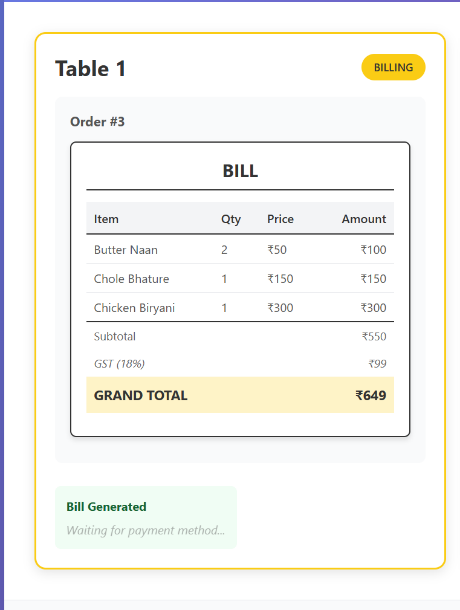 Table 1 BILLING
Order #3
BILL
Item Qty Price Amount
Butter Naan 2 ₹50 ₹100
Chole Bhature 1 ₹150 ₹150
Chicken Biryani 1 ₹300 ₹300
Subtotal ₹550
GST (18%) ₹99
GRAND TOTAL ₹649
Bill Generated
Waiting for payment method...